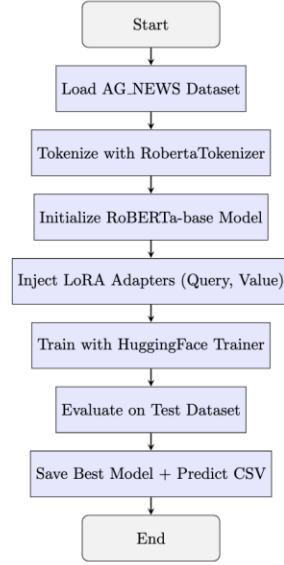 Start
Load AG_NEWS Dataset
Tokenize with RobertaTokenizer
Initialize RoBERTa-base Model
Inject LoRA Adapters (Query, Value)
Train with HuggingFace Trainer
Evaluate on Test Dataset
Save Best Model + Predict CSV
End